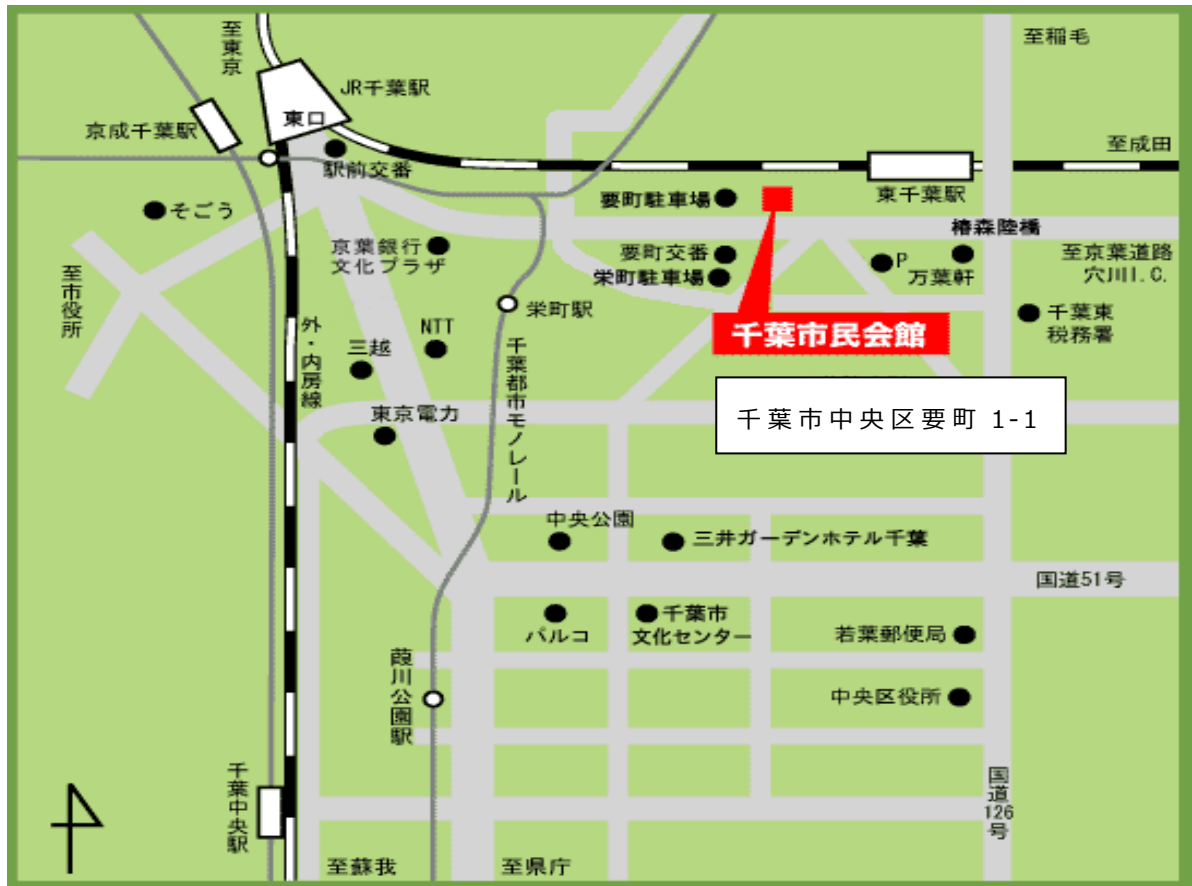 至東京
至稲毛
JR千葉駅
東口
京成千葉駅
至成田
駅前交番
東千葉駅
要町駐車場
そごう
椿森陸橋
京葉銀行
文化プラザ
要町交番
至京葉道路
穴川I.C.
P
万葉軒
栄町駐車場
至市役所
栄町駅
千葉東
税務署
外・内房線
NTT
千葉市民会館
三越
千葉都市モノレール
千葉市中央区要町 1-1
東京電力
中央公園
三井ガーデンホテル千葉
国道51号
パルコ
千葉市
文化センター
若葉郵便局
葭川公園駅
中央区役所
千葉中央駅
国道126号
至蘇我
至県庁